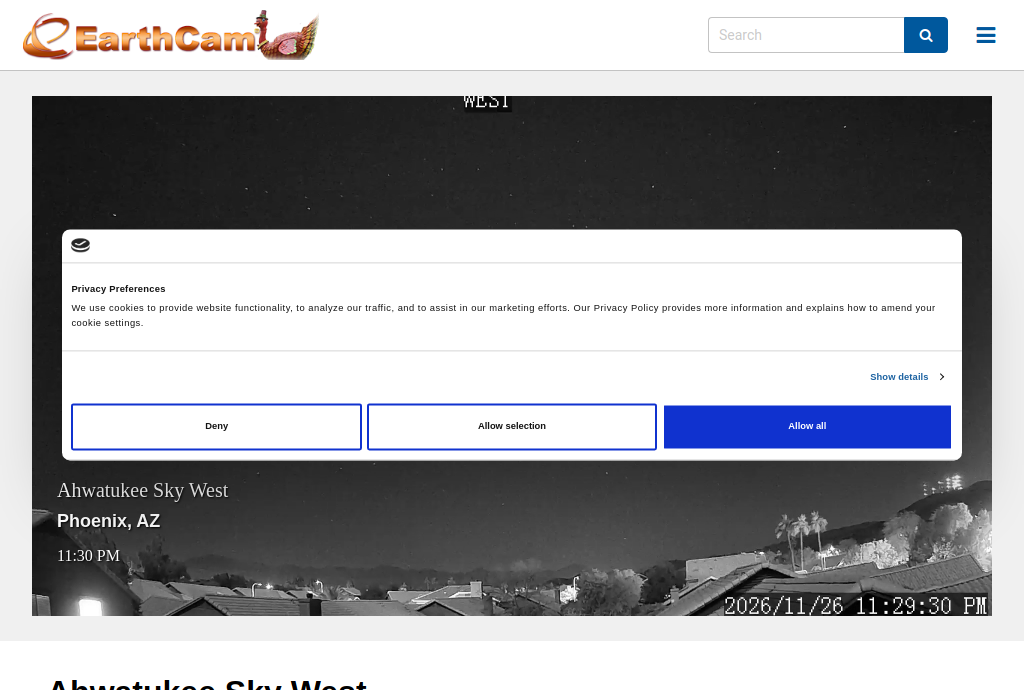 EarthCam
Search
WEST
Privacy Preferences
We use cookies to provide website functionality, to analyze our traffic, and to assist in our marketing efforts. Our Privacy Policy provides more information and explains how to amend your
cookie settings.
Show details
Deny
Allow selection
Allow all
Ahwatukee Sky West
Phoenix, AZ
11:30 PM
2026/11/26 11:29:30 PM
Ahwatukee Sky West